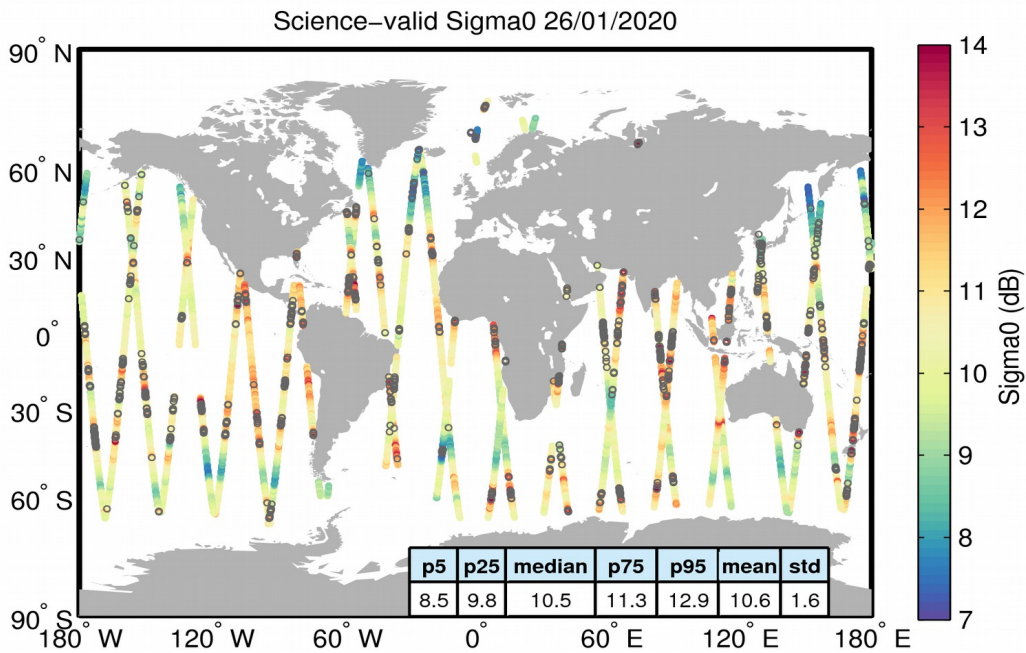 Science−valid Sigma0 26/01/2020
90° N
60° N
30° N
0°
30° S
60° S
90° S
180° W
120° W
60° W
0°
60° E
120° E
180° E
p5 p25 median p75 p95 mean std
8.5 9.8 10.5 11.3 12.9 10.6 1.6
14
13
12
11
10
9
8
7
Sigma0 (dB)